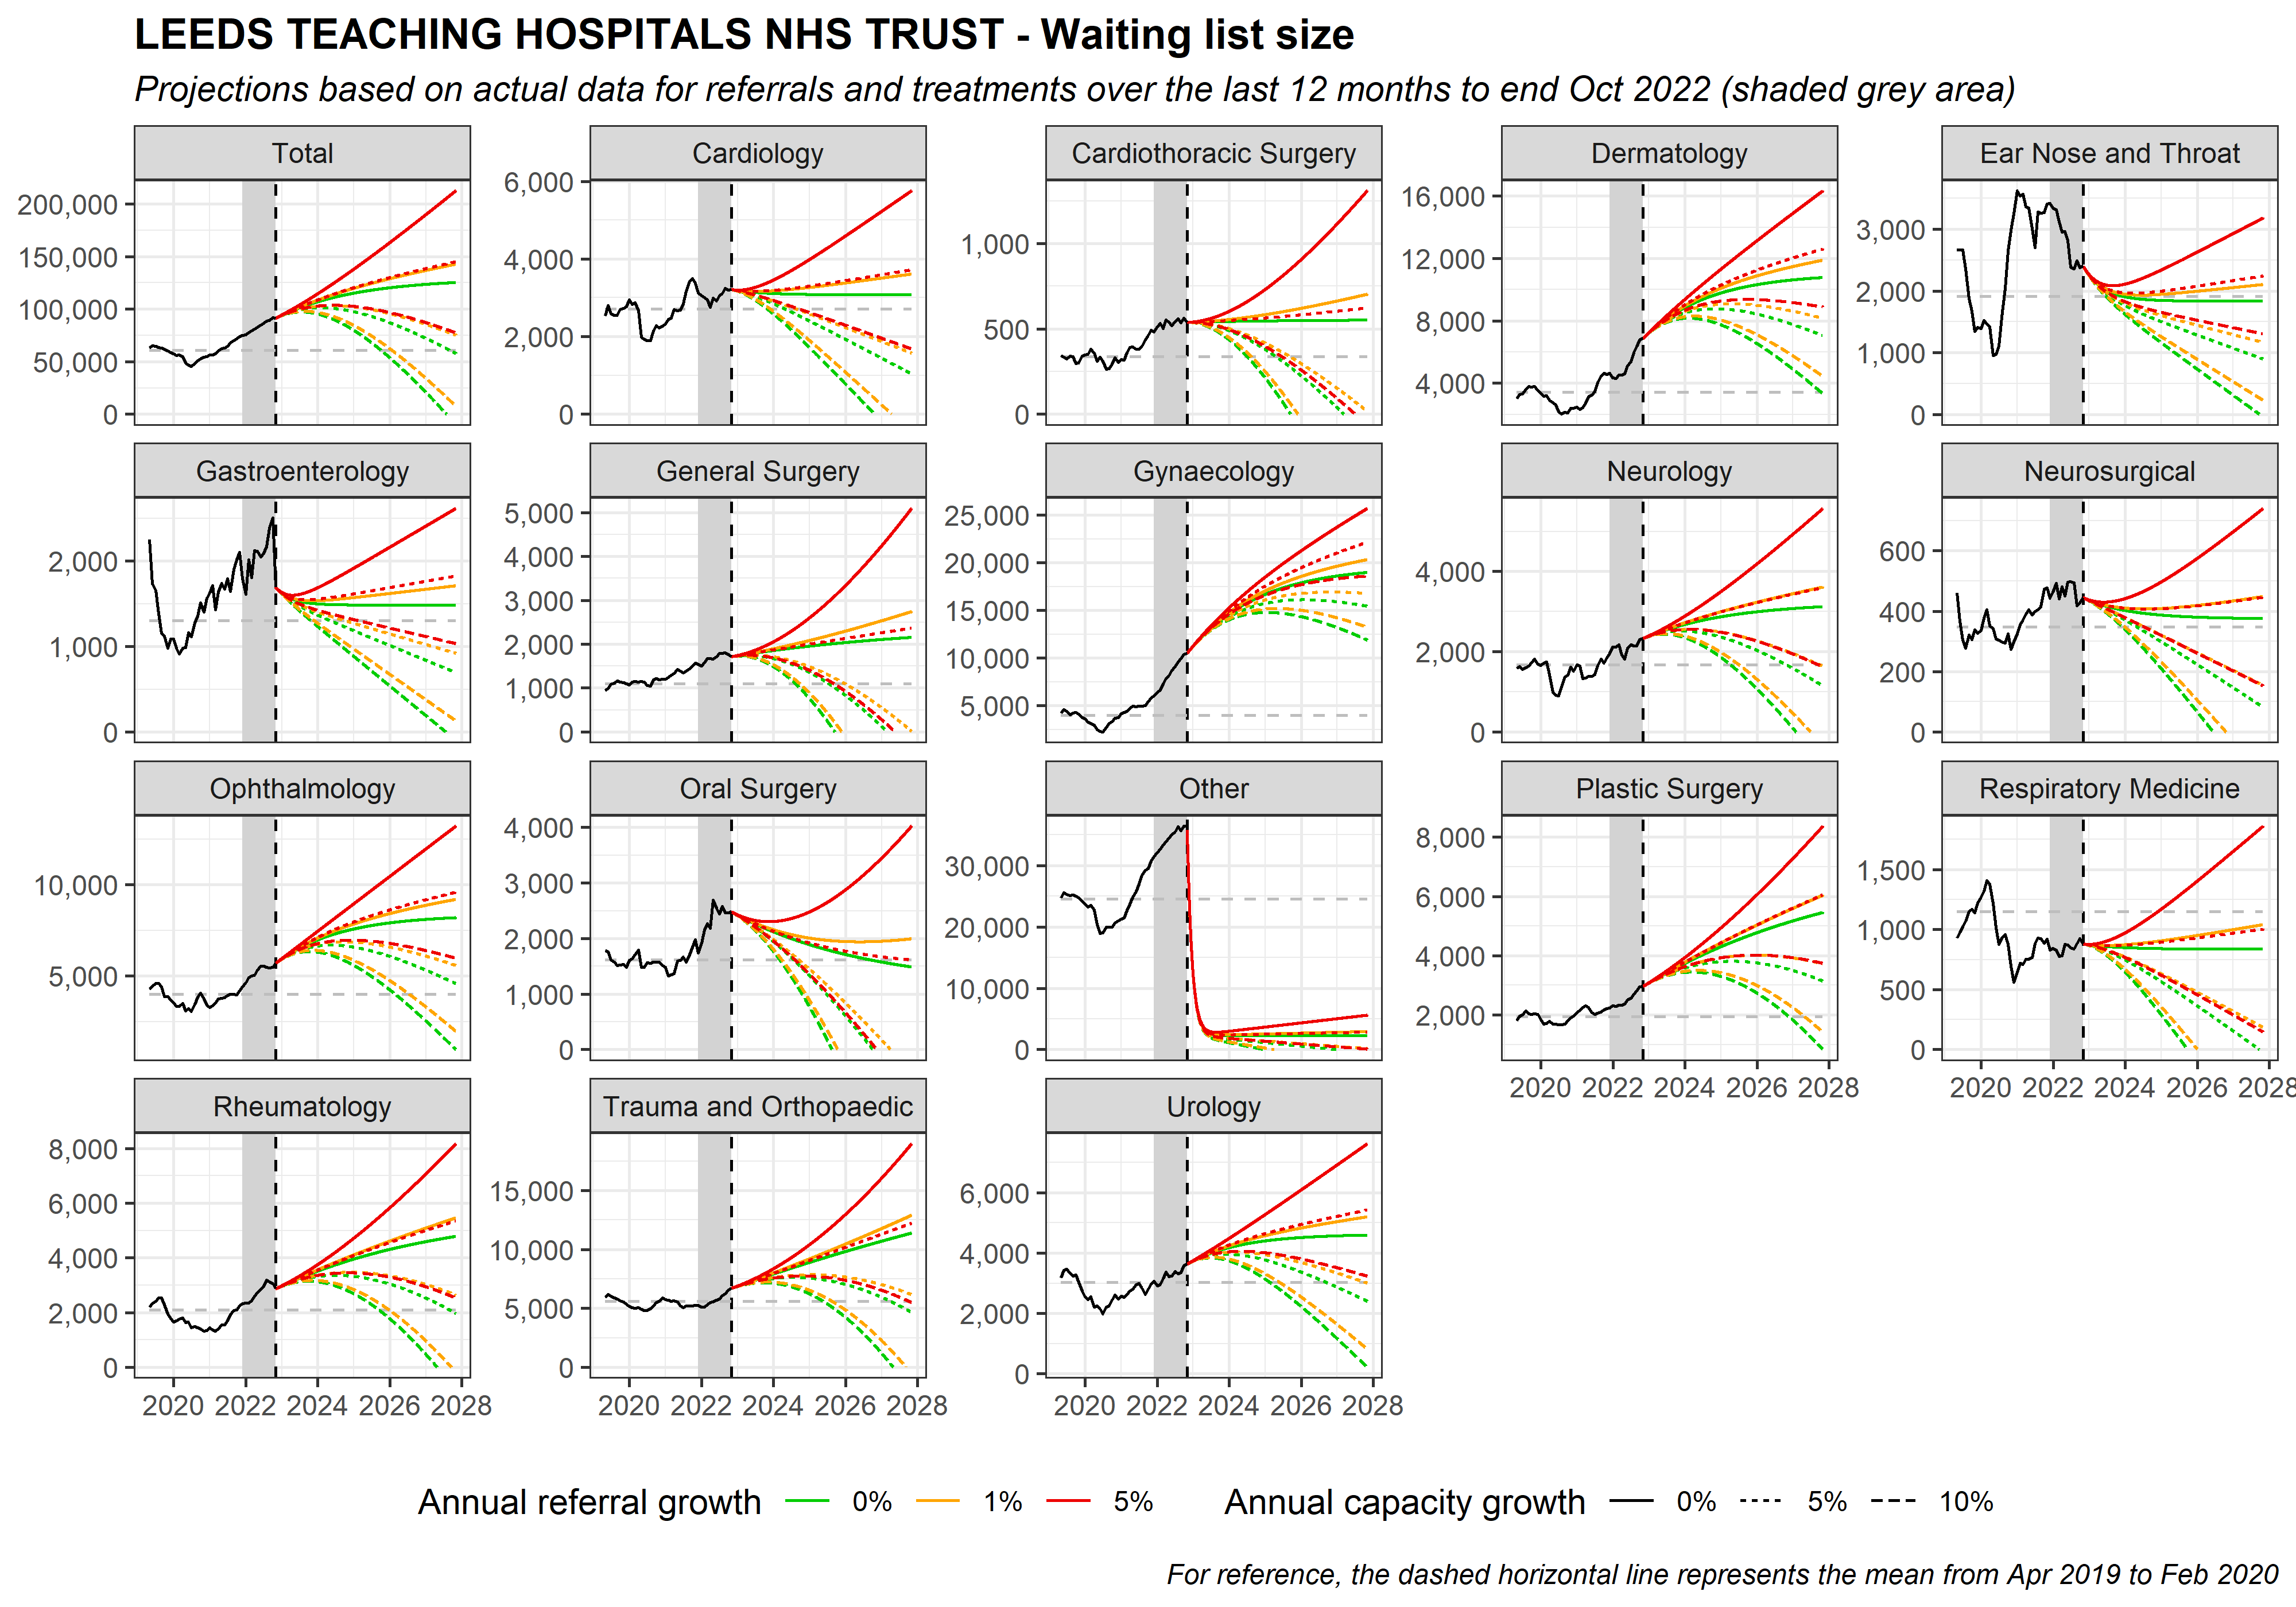 LEEDS TEACHING HOSPITALS NHS TRUST - Waiting list size
Projections based on actual data for referrals and treatments over the last 12 months to end Oct 2022 (shaded grey area)
Total
200,000
150,000
100,000
50,000
0
Cardiology
6,000
4,000
2,000
0
Cardiothoracic Surgery
1,000
500
0
Dermatology
16,000
12,000
8,000
4,000
Ear Nose and Throat
3,000
2,000
1,000
0
Gastroenterology
2,000
1,000
0
General Surgery
5,000
4,000
3,000
2,000
1,000
0
Gynaecology
25,000
20,000
15,000
10,000
5,000
Neurology
4,000
2,000
0
Neurosurgical
600
400
200
0
Ophthalmology
10,000
5,000
Oral Surgery
4,000
3,000
2,000
1,000
0
Other
30,000
20,000
10,000
0
Plastic Surgery
8,000
6,000
4,000
2,000
2020 2022 2024 2026 2028
Respiratory Medicine
1,500
1,000
500
0
2020 2022 2024 2026 2028
Rheumatology
8,000
6,000
4,000
2,000
0
2020 2022 2024 2026 2028
Trauma and Orthopaedic
15,000
10,000
5,000
0
2020 2022 2024 2026 2028
Urology
6,000
4,000
2,000
0
2020 2022 2024 2026 2028
Annual referral growth 0% 1% 5% Annual capacity growth 0% 5% 10%
For reference, the dashed horizontal line represents the mean from Apr 2019 to Feb 2020